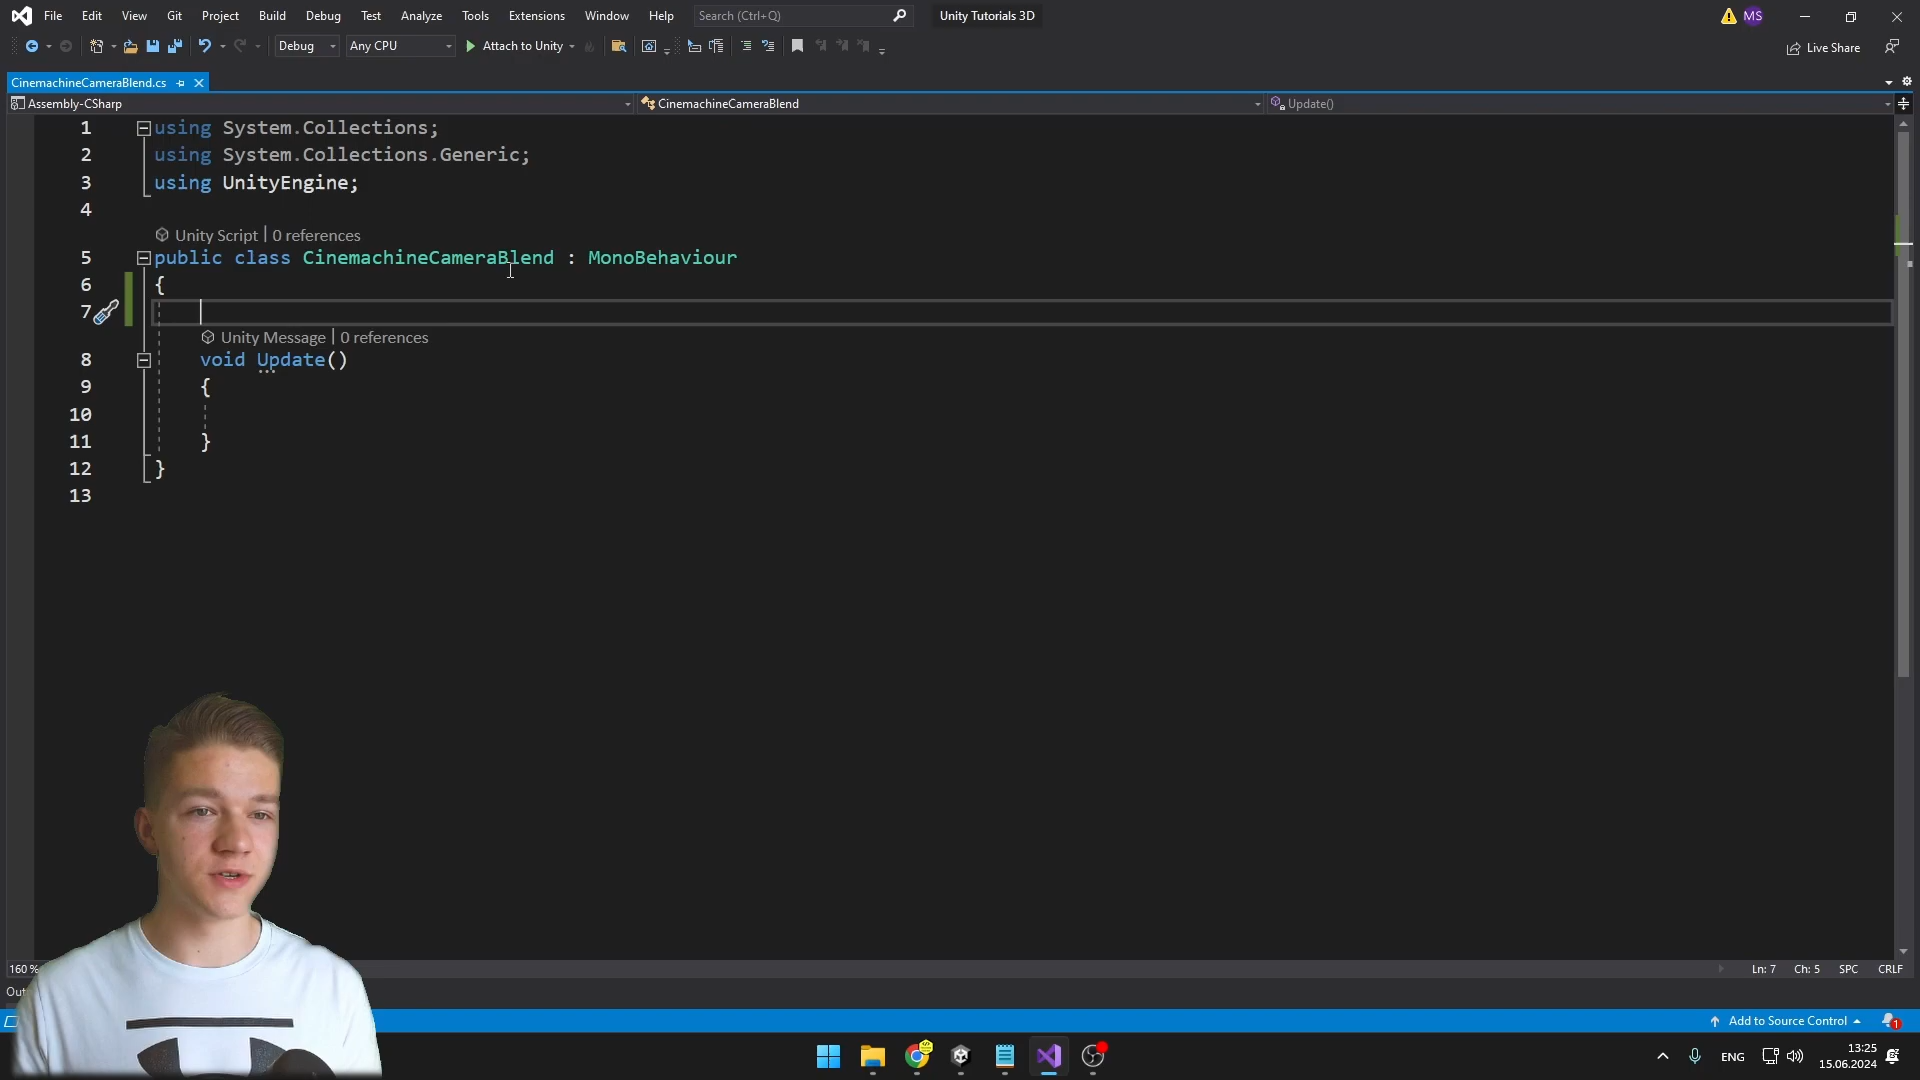 File Edit View Git Project Build Debug Test Analyze Tools Extensions Window Help Search (Ctrl+Q) Unity Tutorials 3D MS
Debug Any CPU Attach to Unity Live Share
CinemachineCameraBlend.cs
Assembly-CSharp CinemachineCameraBlend Update()
1 using System.Collections;
2 using System.Collections.Generic;
3 using UnityEngine;
4
Unity Script | 0 references
5 public class CinemachineCameraBlend : MonoBehaviour
6 {
7
Unity Message | 0 references
8 void Update()
9 {
10
11 }
12 }
13
160 % Ln: 7 Ch: 5 SPC CRLF
Add to Source Control 1
ENG 13:25
15.06.2024